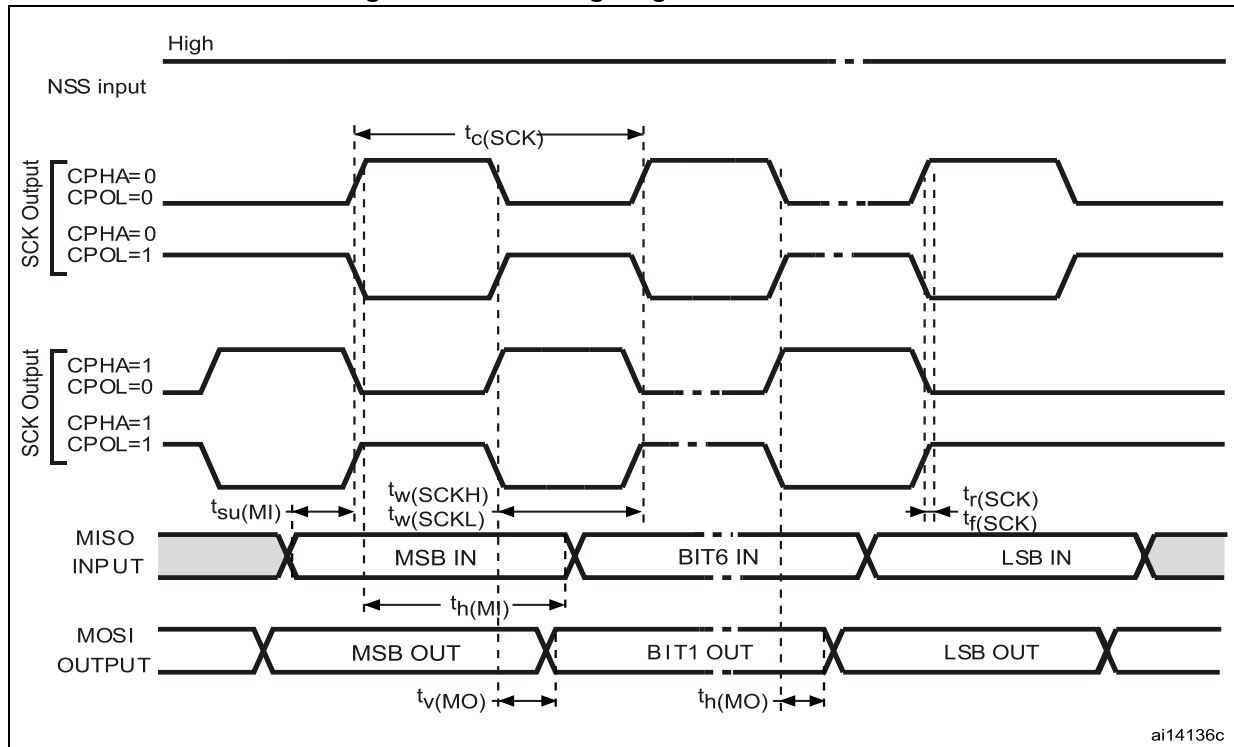 High
NSS input
tc(SCK)
SCK Output
CPHA=0
CPOL=0
CPHA=0
CPOL=1
SCK Output
CPHA=1
CPOL=0
CPHA=1
CPOL=1
tsu(MI)
tw(SCKH)
tw(SCKL)
tr(SCK)
tf(SCK)
MISO
INPUT
MSB IN
BIT6 IN
LSB IN
th(MI)
MOSI
OUTPUT
MSB OUT
BIT1 OUT
LSB OUT
tv(MO)
th(MO)
ai14136c